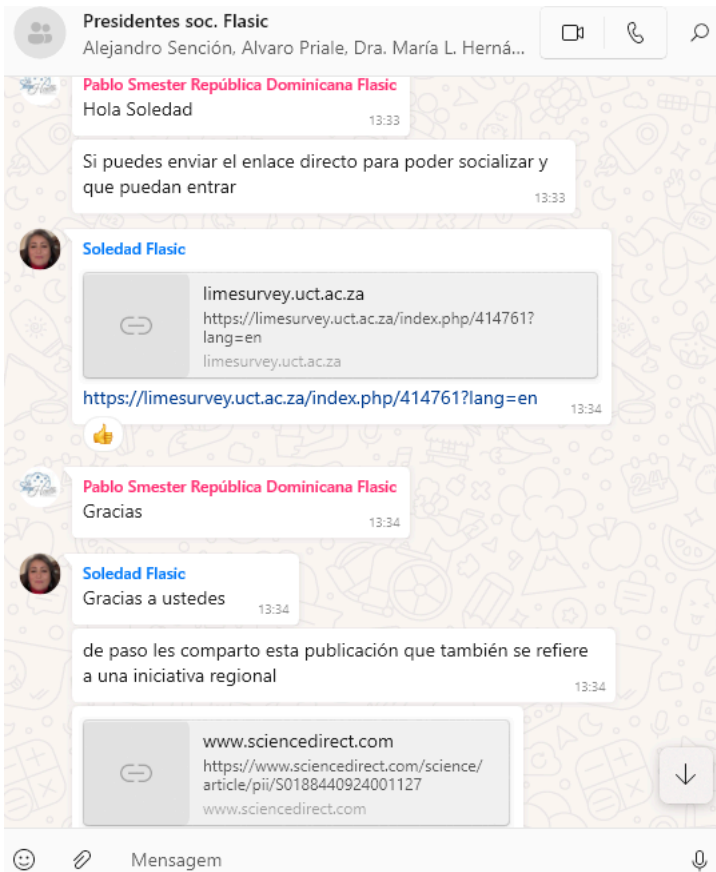 Presidentes soc. Flasic
Alejandro Sención, Alvaro Priale, Dra. María L. Herná...
Pablo Smester República Dominicana Flasic
Hola Soledad
13:33
Si puedes enviar el enlace directo para poder socializar y
que puedan entrar
13:33
Soledad Flasic
limesurvey.uct.ac.za
https://limesurvey.uct.ac.za/index.php/414761?
lang=en
limesurvey.uct.ac.za
https://limesurvey.uct.ac.za/index.php/414761?lang=en
13:34
Pablo Smester República Dominicana Flasic
Gracias
13:34
Soledad Flasic
Gracias a ustedes
13:34
de paso les comparto esta publicación que también se refiere
a una iniciativa regional
13:34
www.sciencedirect.com
https://www.sciencedirect.com/science/
article/pii/S0188440924001127
www.sciencedirect.com
Mensagem